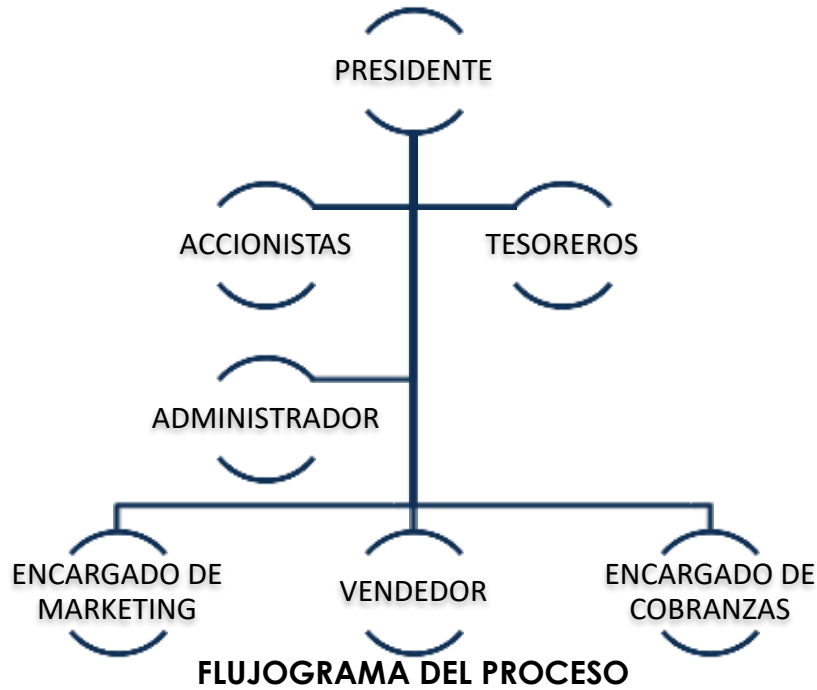 PRESIDENTE
ACCIONISTAS
TESOREROS
ADMINISTRADOR
ENCARGADO DE
MARKETING
VENDEDOR
ENCARGADO DE
COBRANZAS
FLUJOGRAMA DEL PROCESO